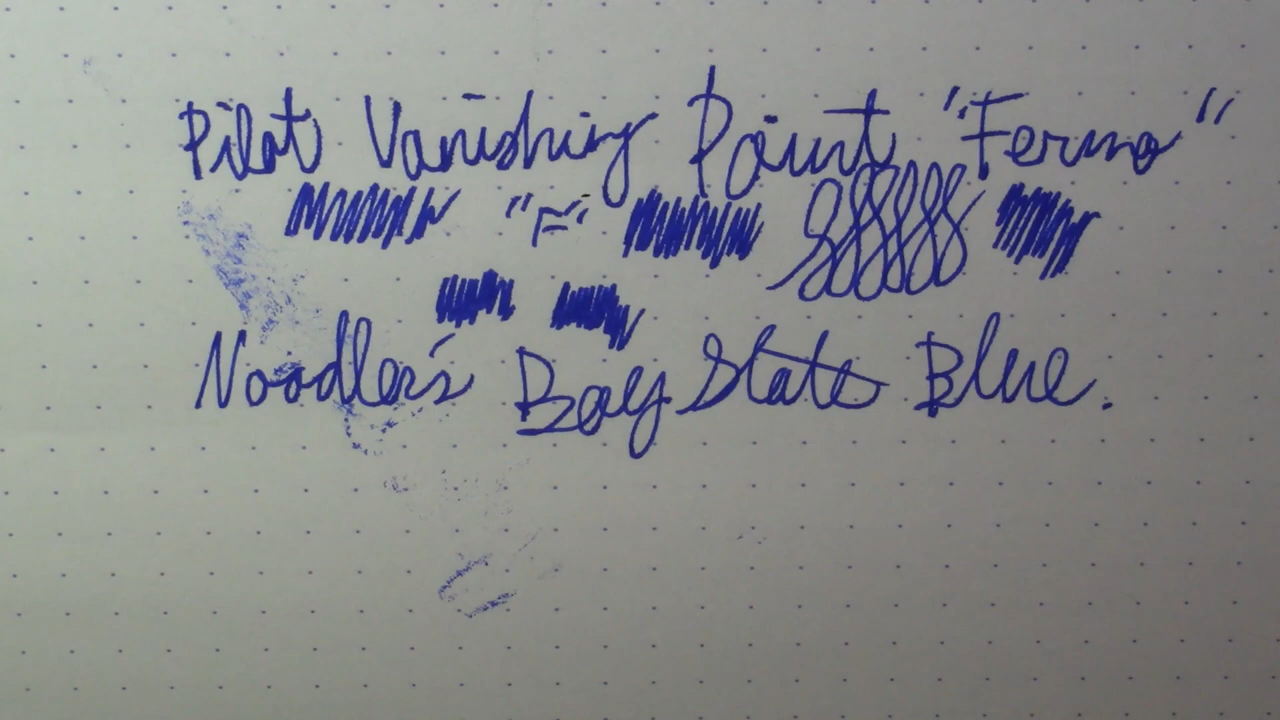 Pilot Vanishing Point "Fermo"
"F"
Noodler's Bay State Blue.